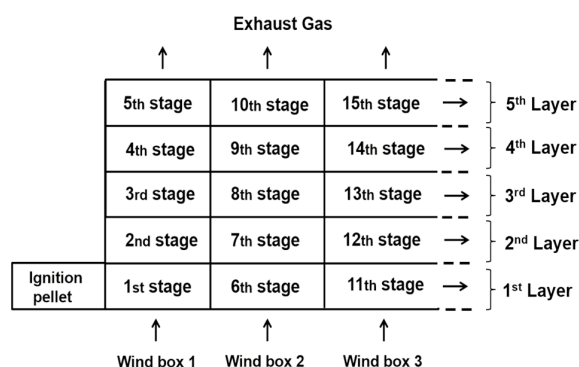 Exhaust Gas
5th stage 10th stage 15th stage 5th Layer
4th stage 9th stage 14th stage 4th Layer
3rd stage 8th stage 13th stage 3rd Layer
2nd stage 7th stage 12th stage 2nd Layer
Ignition
pellet
1st stage 6th stage 11th stage 1st Layer
Wind box 1 Wind box 2 Wind box 3